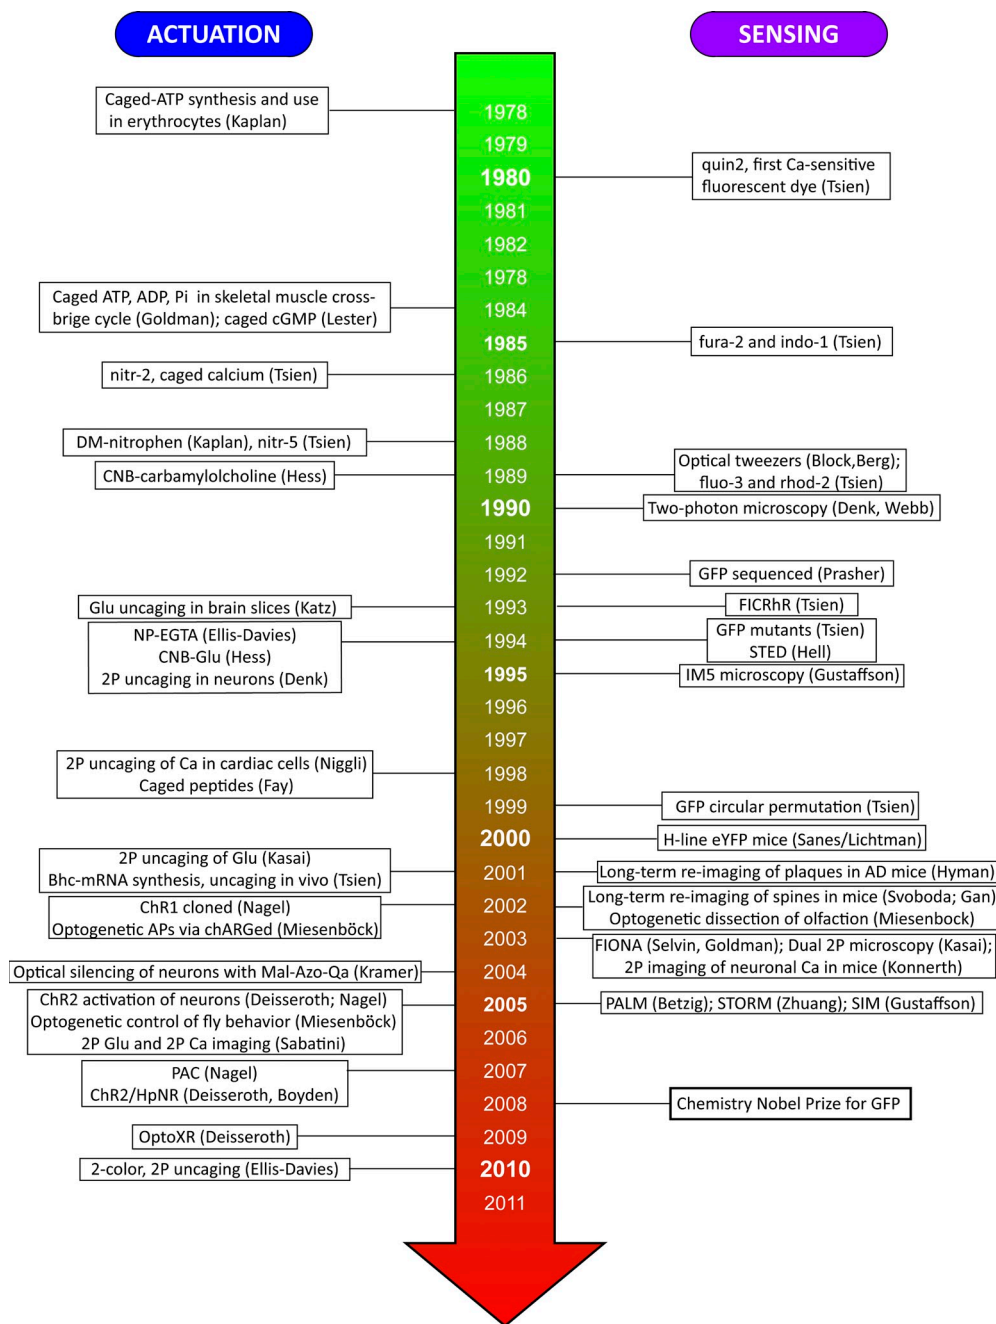 ACTUATION
SENSING
Caged-ATP synthesis and use
in erythrocytes (Kaplan)
1978
1979
1980
quin2, first Ca-sensitive
fluorescent dye (Tsien)
1981
1982
1978
Caged ATP, ADP, Pi in skeletal muscle cross-
brige cycle (Goldman); caged cGMP (Lester)
1984
1985
fura-2 and indo-1 (Tsien)
nitr-2, caged calcium (Tsien)
1986
1987
DM-nitrophen (Kaplan), nitr-5 (Tsien)
1988
CNB-carbamylolcholine (Hess)
1989
Optical tweezers (Block,Berg);
fluo-3 and rhod-2 (Tsien)
1990
Two-photon microscopy (Denk, Webb)
1991
1992
GFP sequenced (Prasher)
Glu uncaging in brain slices (Katz)
1993
FICRhR (Tsien)
NP-EGTA (Ellis-Davies)
CNB-Glu (Hess)
2P uncaging in neurons (Denk)
1994
GFP mutants (Tsien)
STED (Hell)
1995
IM5 microscopy (Gustaffson)
1996
1997
2P uncaging of Ca in cardiac cells (Niggli)
Caged peptides (Fay)
1998
1999
GFP circular permutation (Tsien)
2000
H-line eYFP mice (Sanes/Lichtman)
2P uncaging of Glu (Kasai)
Bhc-mRNA synthesis, uncaging in vivo (Tsien)
2001
Long-term re-imaging of plaques in AD mice (Hyman)
ChR1 cloned (Nagel)
Optogenetic APs via chARGed (Miesenböck)
2002
Long-term re-imaging of spines in mice (Svoboda; Gan)
Optogenetic dissection of olfaction (Miesenbock)
2003
FIONA (Selvin, Goldman); Dual 2P microscopy (Kasai);
2P imaging of neuronal Ca in mice (Konnerth)
Optical silencing of neurons with Mal-Azo-Qa (Kramer)
2004
ChR2 activation of neurons (Deisseroth; Nagel)
Optogenetic control of fly behavior (Miesenböck)
2P Glu and 2P Ca imaging (Sabatini)
2005
PALM (Betzig); STORM (Zhuang); SIM (Gustaffson)
2006
PAC (Nagel)
ChR2/HpNR (Deisseroth, Boyden)
2007
2008
Chemistry Nobel Prize for GFP
OptoXR (Deisseroth)
2009
2-color, 2P uncaging (Ellis-Davies)
2010
2011